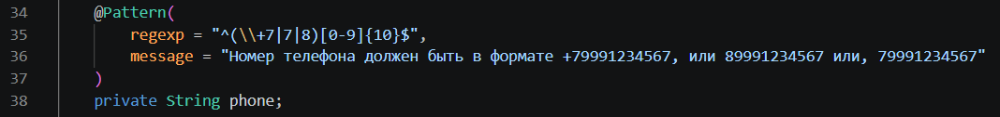 34 @Pattern(
35 regexp = "^(\\+7|7|8)[0-9]{10}$",
36 message = "Номер телефона должен быть в формате +79991234567, или 89991234567 или, 79991234567"
37 )
38 private String phone;